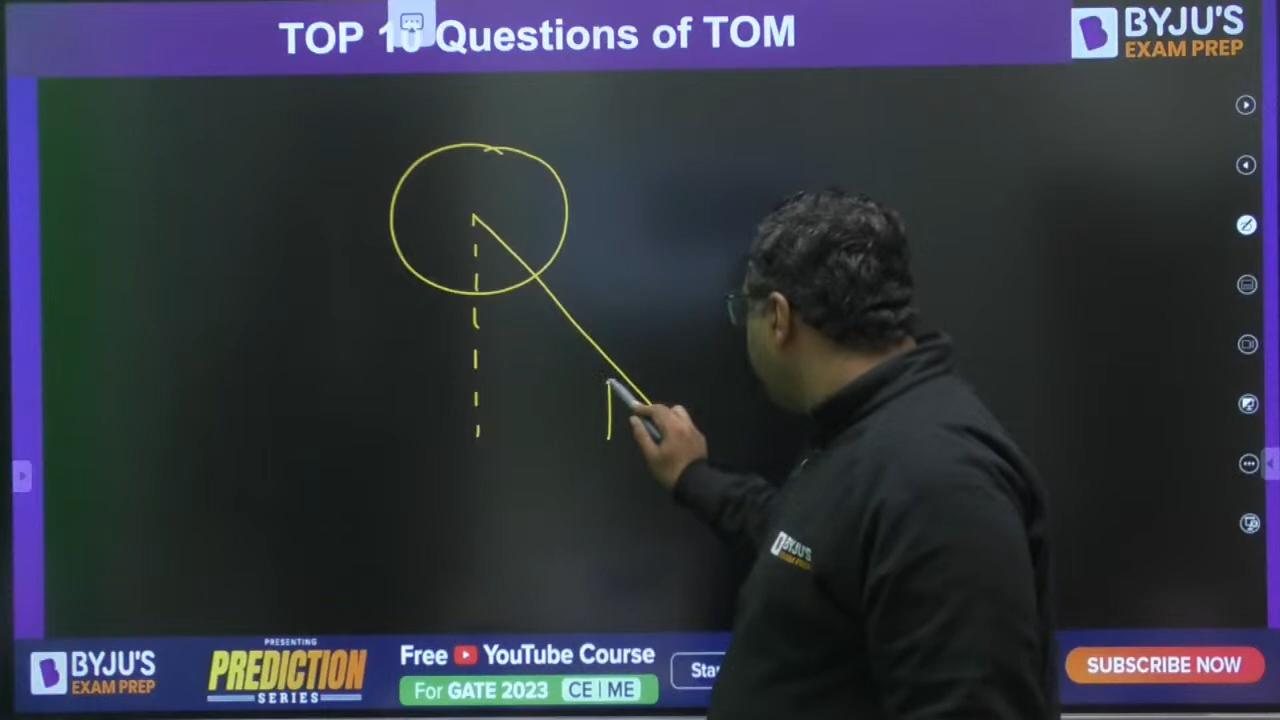 TOP 10 Questions of TOM
BYJU'S
EXAM PREP
BYJU'S
BYJU'S
EXAM PREP
PRESENTING
PREDICTION
SERIES
Free YouTube Course
For GATE 2023 CE | ME
SUBSCRIBE NOW